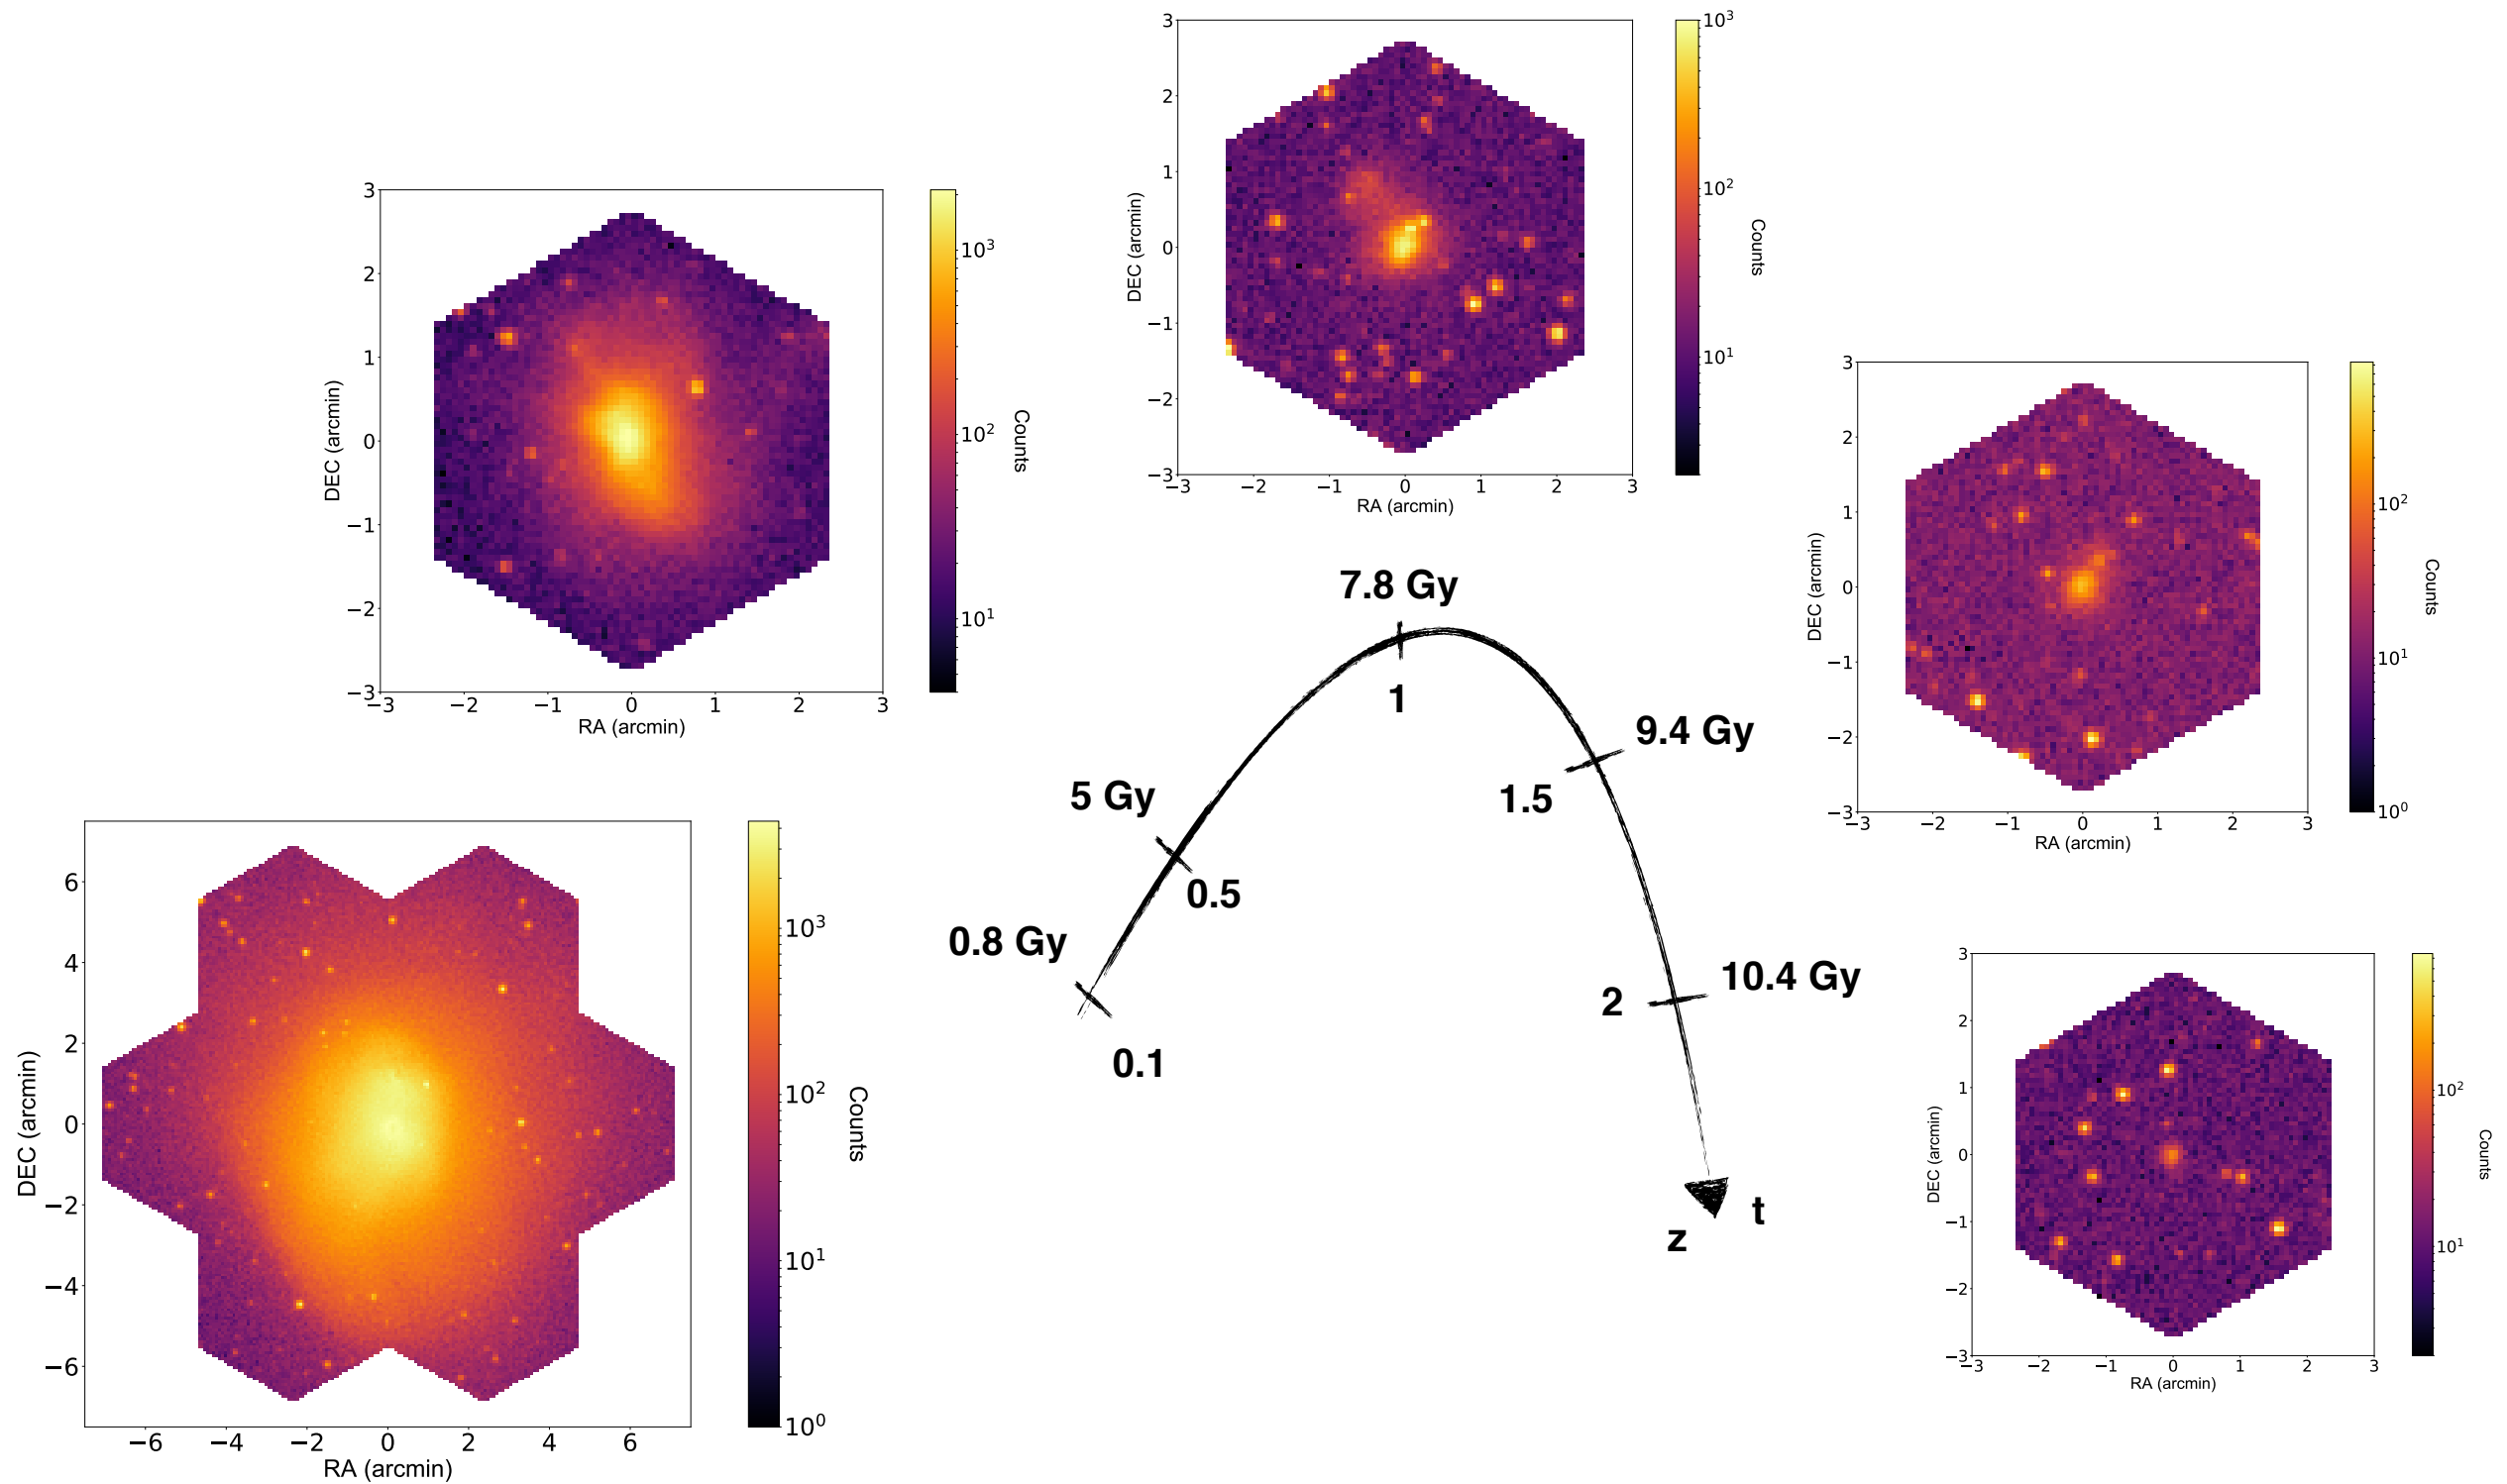 3
2
1
0
−1
−2
−3
−3 −2 −1 0 1 2 3
DEC (arcmin)
RA (arcmin)
10³
10²
10¹
Counts
3
2
1
0
−1
−2
−3
−3 −2 −1 0 1 2 3
DEC (arcmin)
RA (arcmin)
10³
10²
10¹
Counts
3
2
1
0
−1
−2
−3
−3 −2 −1 0 1 2 3
DEC (arcmin)
RA (arcmin)
10²
10¹
10⁰
Counts
7.8 Gy
1
9.4 Gy
1.5
5 Gy
0.5
0.8 Gy
0.1
10.4 Gy
2
t
z
6
4
2
0
−2
−4
−6
−6 −4 −2 0 2 4 6
DEC (arcmin)
RA (arcmin)
10³
10²
10¹
10⁰
Counts
3
2
1
0
−1
−2
−3
−3 −2 −1 0 1 2 3
DEC (arcmin)
RA (arcmin)
10²
10¹
Counts